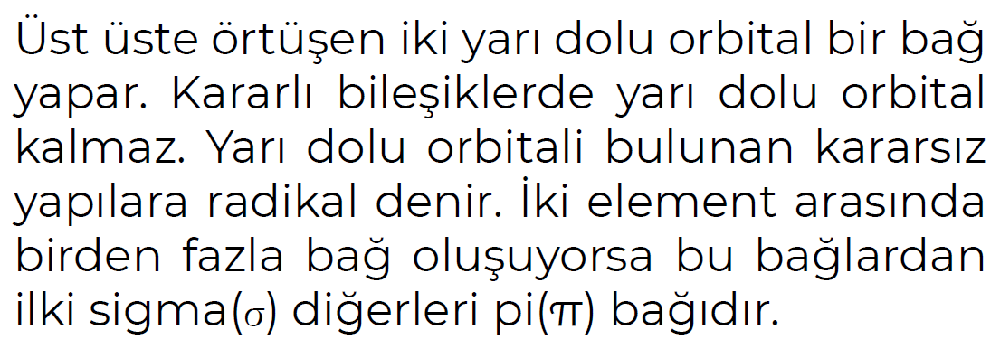 Üst üste örtüşen iki yarı dolu orbital bir bağ
yapar. Kararlı bileşiklerde yarı dolu orbital
kalmaz. Yarı dolu orbitali bulunan kararsız
yapılara radikal denir. İki element arasında
birden fazla bağ oluşuyorsa bu bağlardan
ilki sigma(σ) diğerleri pi(π) bağıdır.